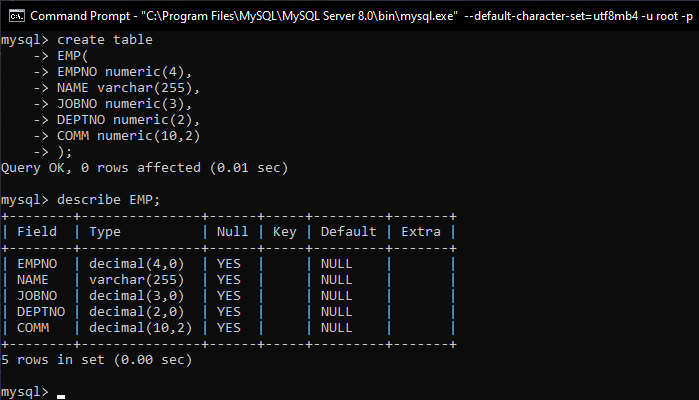 Command Prompt - "C:\Program Files\MySQL\MySQL Server 8.0\bin\mysql.exe" --default-character-set=utf8mb4 -u root -p
mysql> create table
    -> EMP(
    -> EMPNO numeric(4),
    -> NAME varchar(255),
    -> JOBNO numeric(3),
    -> DEPTNO numeric(2),
    -> COMM numeric(10,2)
    -> );
Query OK, 0 rows affected (0.01 sec)

mysql> describe EMP;
+--------+---------------+------+-----+---------+-------+
| Field  | Type          | Null | Key | Default | Extra |
+--------+---------------+------+-----+---------+-------+
| EMPNO  | decimal(4,0)  | YES  |     | NULL    |       |
| NAME   | varchar(255)  | YES  |     | NULL    |       |
| JOBNO  | decimal(3,0)  | YES  |     | NULL    |       |
| DEPTNO | decimal(2,0)  | YES  |     | NULL    |       |
| COMM   | decimal(10,2) | YES  |     | NULL    |       |
+--------+---------------+------+-----+---------+-------+
5 rows in set (0.00 sec)

mysql>